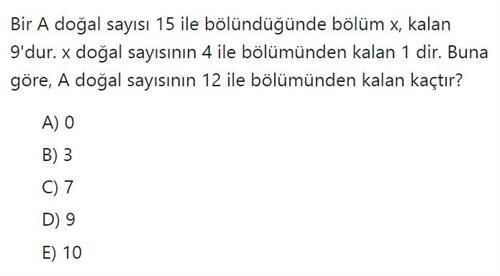 Bir A doğal sayısı 15 ile bölündüğünde bölüm x, kalan
9'dur. x doğal sayısının 4 ile bölümünden kalan 1 dir. Buna
göre, A doğal sayısının 12 ile bölümünden kalan kaçtır?
A) 0
B) 3
C) 7
D) 9
E) 10